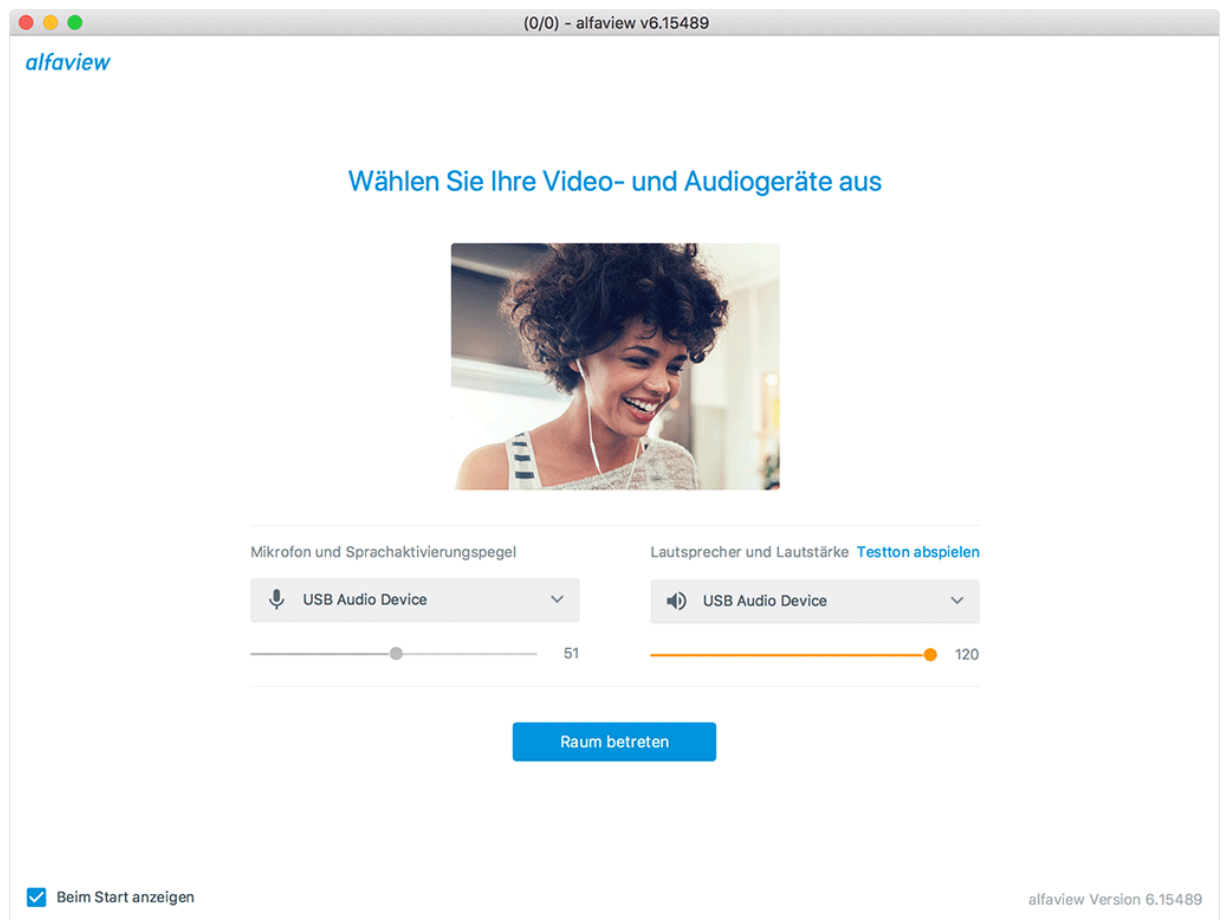 (0/0) - alfaview v6.15489
alfaview
Wählen Sie Ihre Video- und Audiogeräte aus
Mikrofon und Sprachaktivierungspegel
Lautsprecher und Lautstärke Testton abspielen
USB Audio Device
USB Audio Device
51
120
Raum betreten
Beim Start anzeigen
alfaview Version 6.15489